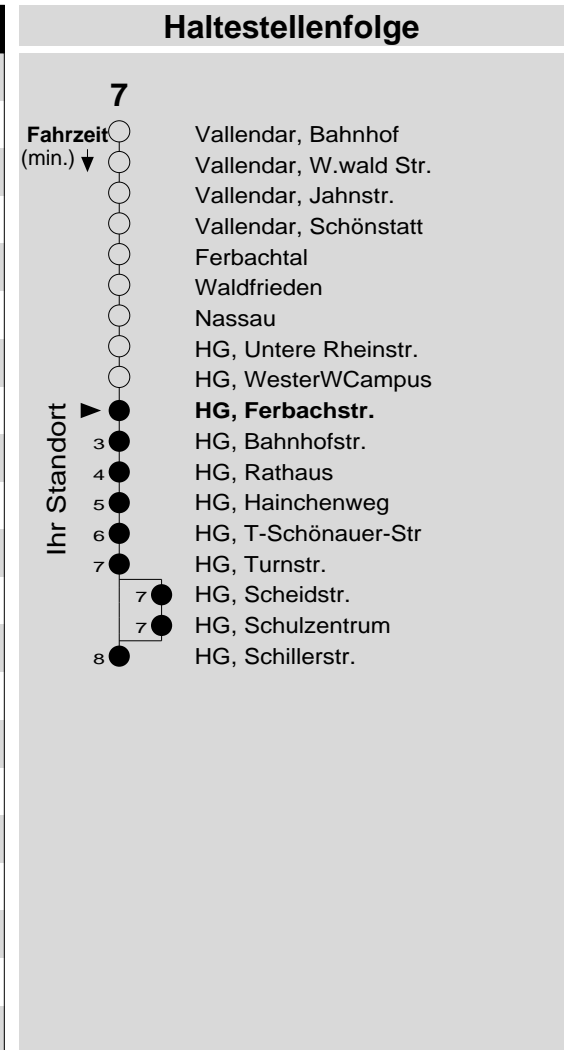 Haltestellenfolge
7
Fahrzeit
(min.)
Vallendar, Bahnhof
Vallendar, W.wald Str.
Vallendar, Jahnstr.
Vallendar, Schönstatt
Ferbachtal
Waldfrieden
Nassau
HG, Untere Rheinstr.
HG, WesterWCampus
Ihr Standort
HG, Ferbachstr.
3 HG, Bahnhofstr.
4 HG, Rathaus
5 HG, Hainchenweg
6 HG, T-Schönauer-Str
7 HG, Turnstr.
7 HG, Scheidstr.
7 HG, Schulzentrum
8 HG, Schillerstr.